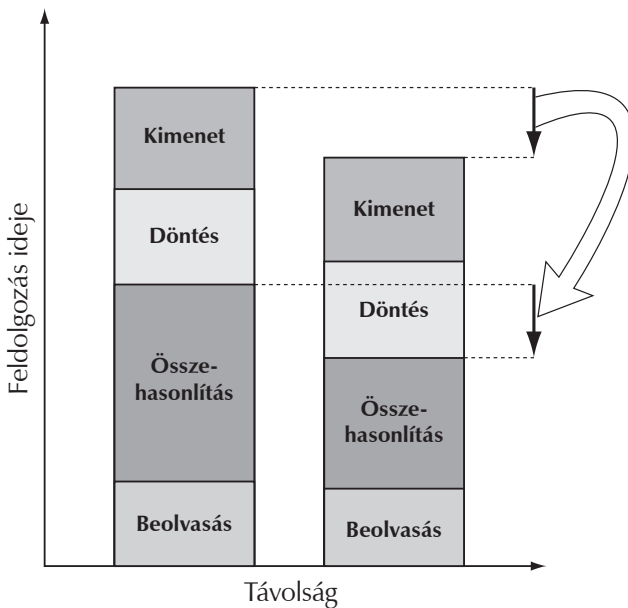 Feldolgozás ideje
Kimenet
Döntés
Össze-
hasonlítás
Beolvasás
Kimenet
Döntés
Össze-
hasonlítás
Beolvasás
Távolság